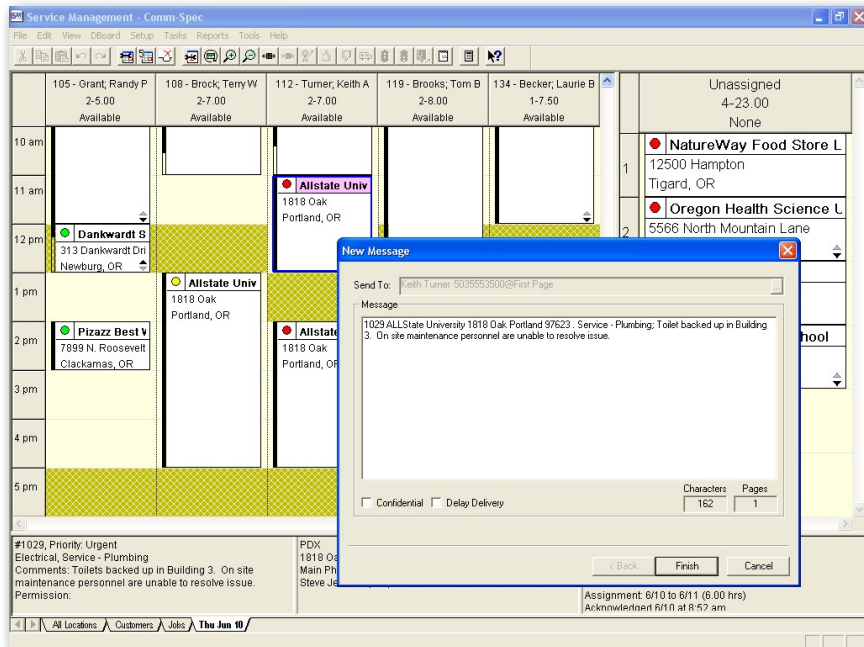 Service Management - Comm-Spec
File Edit View DBoard Setup Tasks Reports Tools Help
105 - Grant; Randy P
2-5.00
Available
108 - Brock; Terry W
2-7.00
Available
112 - Turner; Keith A
2-7.00
Available
119 - Brooks; Tom B
2-8.00
Available
134 - Becker; Laurie B
1-7.50
Available
Unassigned
4-23.00
None
10 am
11 am
12 pm
1 pm
2 pm
3 pm
4 pm
5 pm
Dankwardt S
313 Dankwardt Dri
Newburg, OR
Pizazz Best
7899 N. Roosevelt
Clackamas, OR
Allstate Univ
1818 Oak
Portland, OR
Allstate Univ
1818 Oak
Portland, OR
Allstate
1818 Oak
Portland, OR
1
NatureWay Food Store L
12500 Hampton
Tigard, OR
2
Oregon Health Science
5566 North Mountain Lane
hool
New Message
Send To: Keith Turner 5035553500@First Page
Message
1029 ALLState University 1818 Oak Portland 97623 . Service - Plumbing; Toilet backed up in Building
3. On site maintenance personnel are unable to resolve issue.
Confidential Delay Delivery
Characters Pages
162 1
< Back Finish Cancel
#1029, Priority: Urgent
Electrical, Service - Plumbing
Comments: Toilets backed up in Building 3. On site
maintenance personnel are unable to resolve issue.
Permission:
PDX
1818 Oa
Main Ph
Steve Je
Assignment: 6/10 to 6/11 (6.00 hrs)
Acknowledged 6/10 at 8:52 am
All Locations Customers Jobs Thu Jun 10